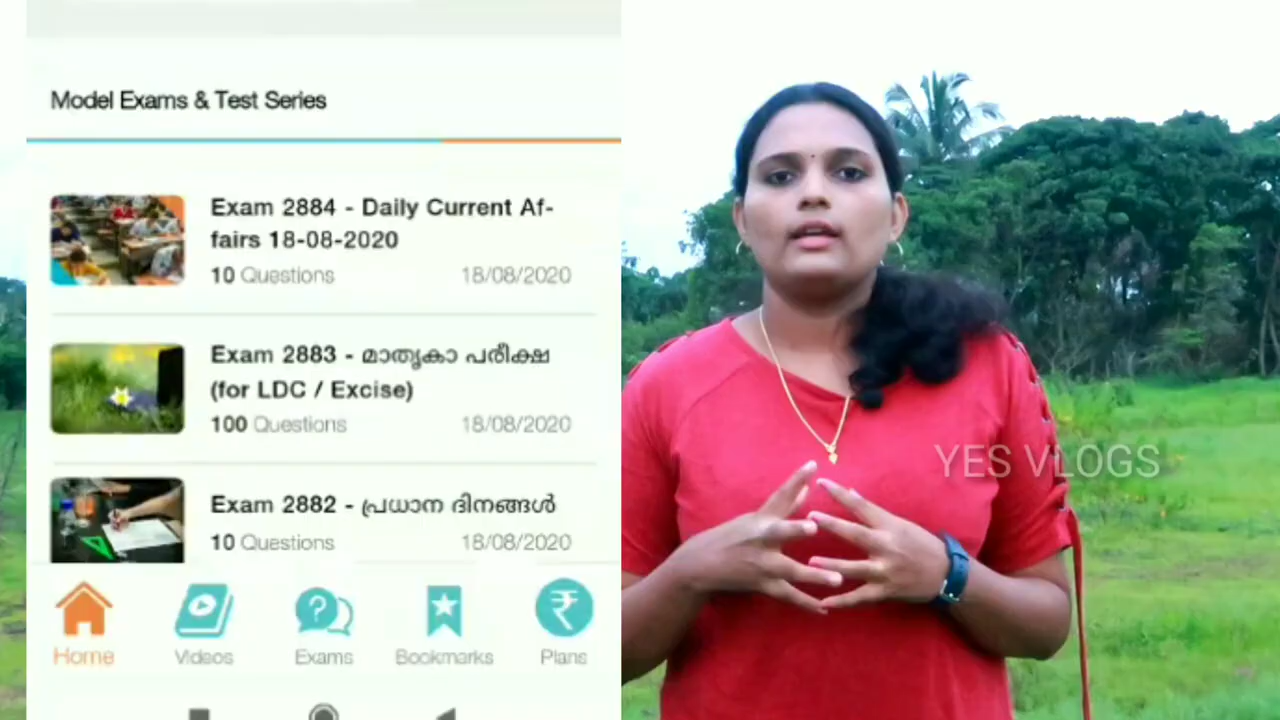 Model Exams & Test Series
Exam 2884 - Daily Current Af-
fairs 18-08-2020
10 Questions 18/08/2020
Exam 2883 - മാതൃകാ പരീക്ഷ
(for LDC / Excise)
100 Questions 18/08/2020
Exam 2882 - പ്രധാന ദിനങ്ങൾ
10 Questions 18/08/2020
Home Videos Exams Bookmarks Plans
YES VLOGS